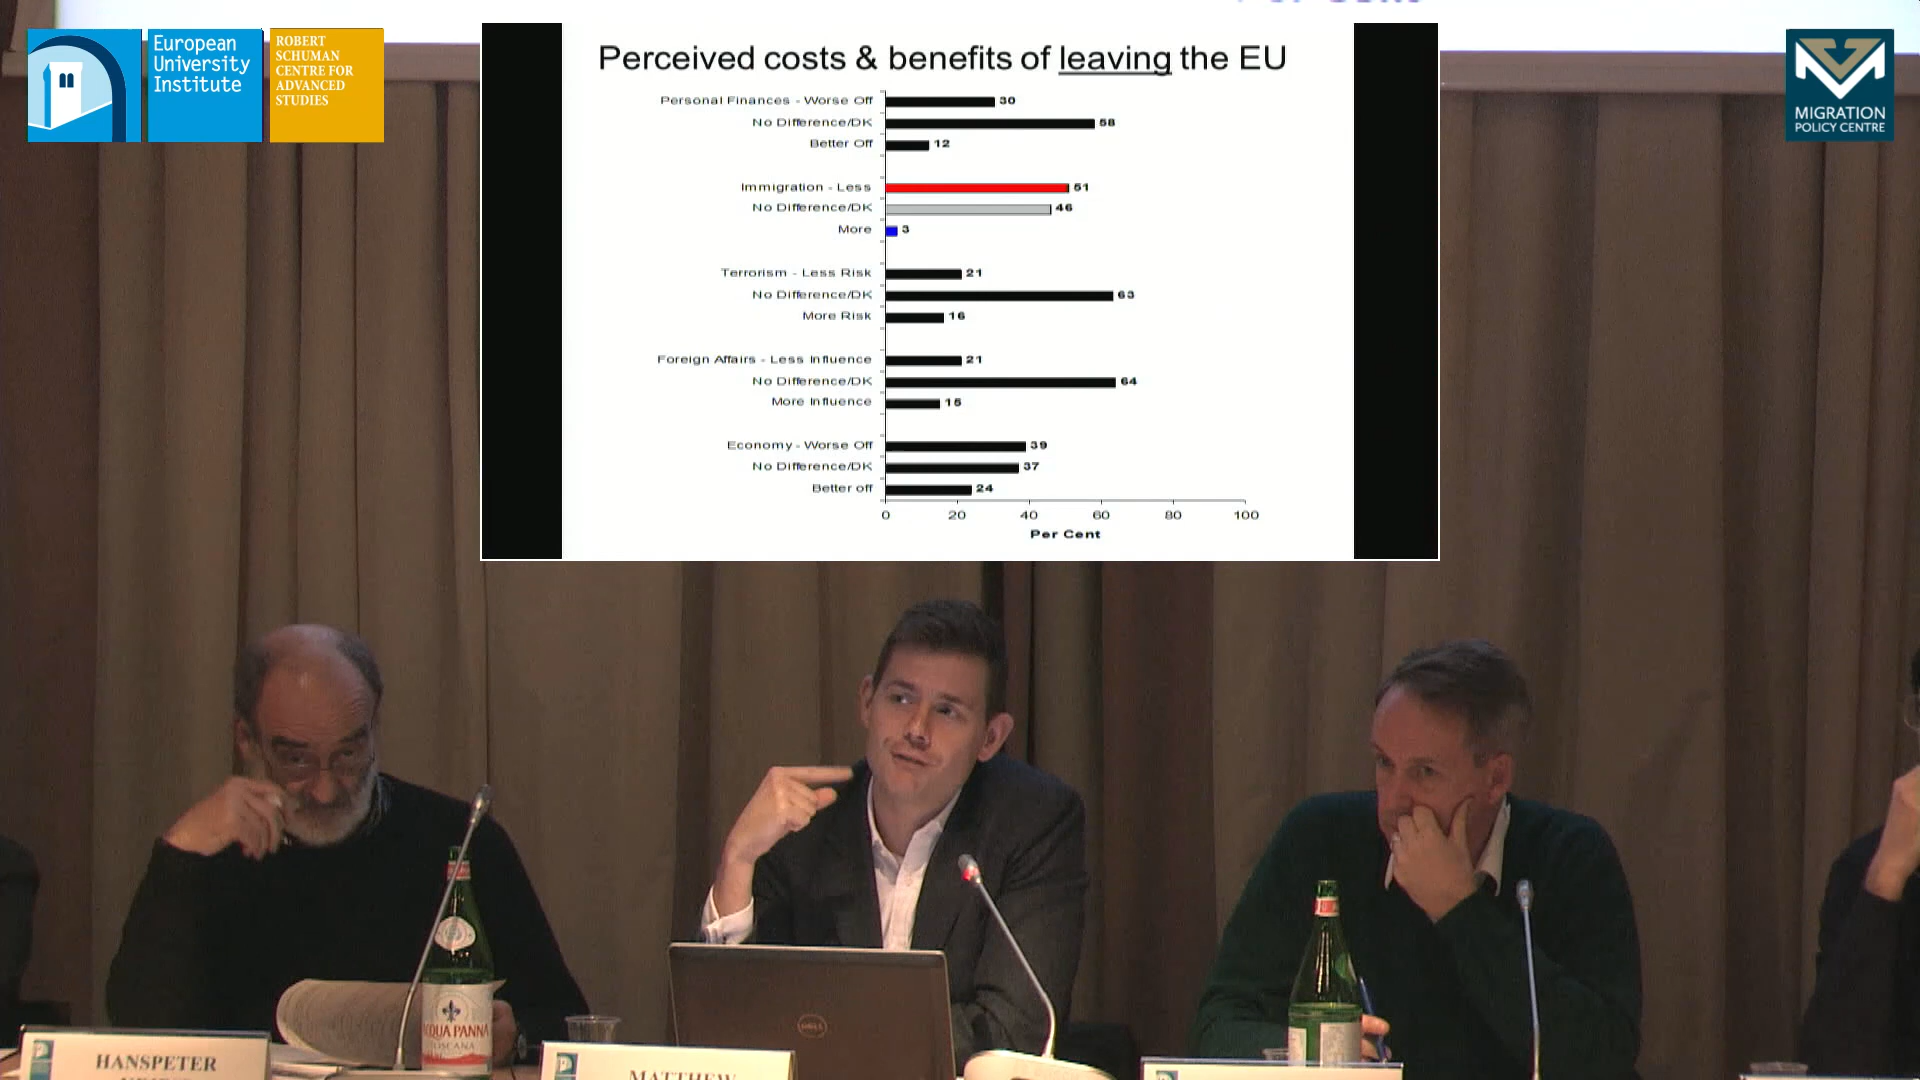 European
University
Institute
ROBERT
SCHUMAN
CENTRE FOR
ADVANCED
STUDIES
MIGRATION
POLICY CENTRE
Perceived costs & benefits of leaving the EU
Personal Finances - Worse Off 30
No Difference/DK 58
Better Off 12
Immigration - Less 51
No Difference/DK 46
More 3
Terrorism - Less Risk 21
No Difference/DK 63
More Risk 16
Foreign Affairs - Less Influence 21
No Difference/DK 64
More Influence 15
Economy - Worse Off 39
No Difference/DK 37
Better off 24
0 20 40 60 80 100
Per Cent
ACQUA PANNA
TOSCANA
DELL
HANSPETER
MATTHEW